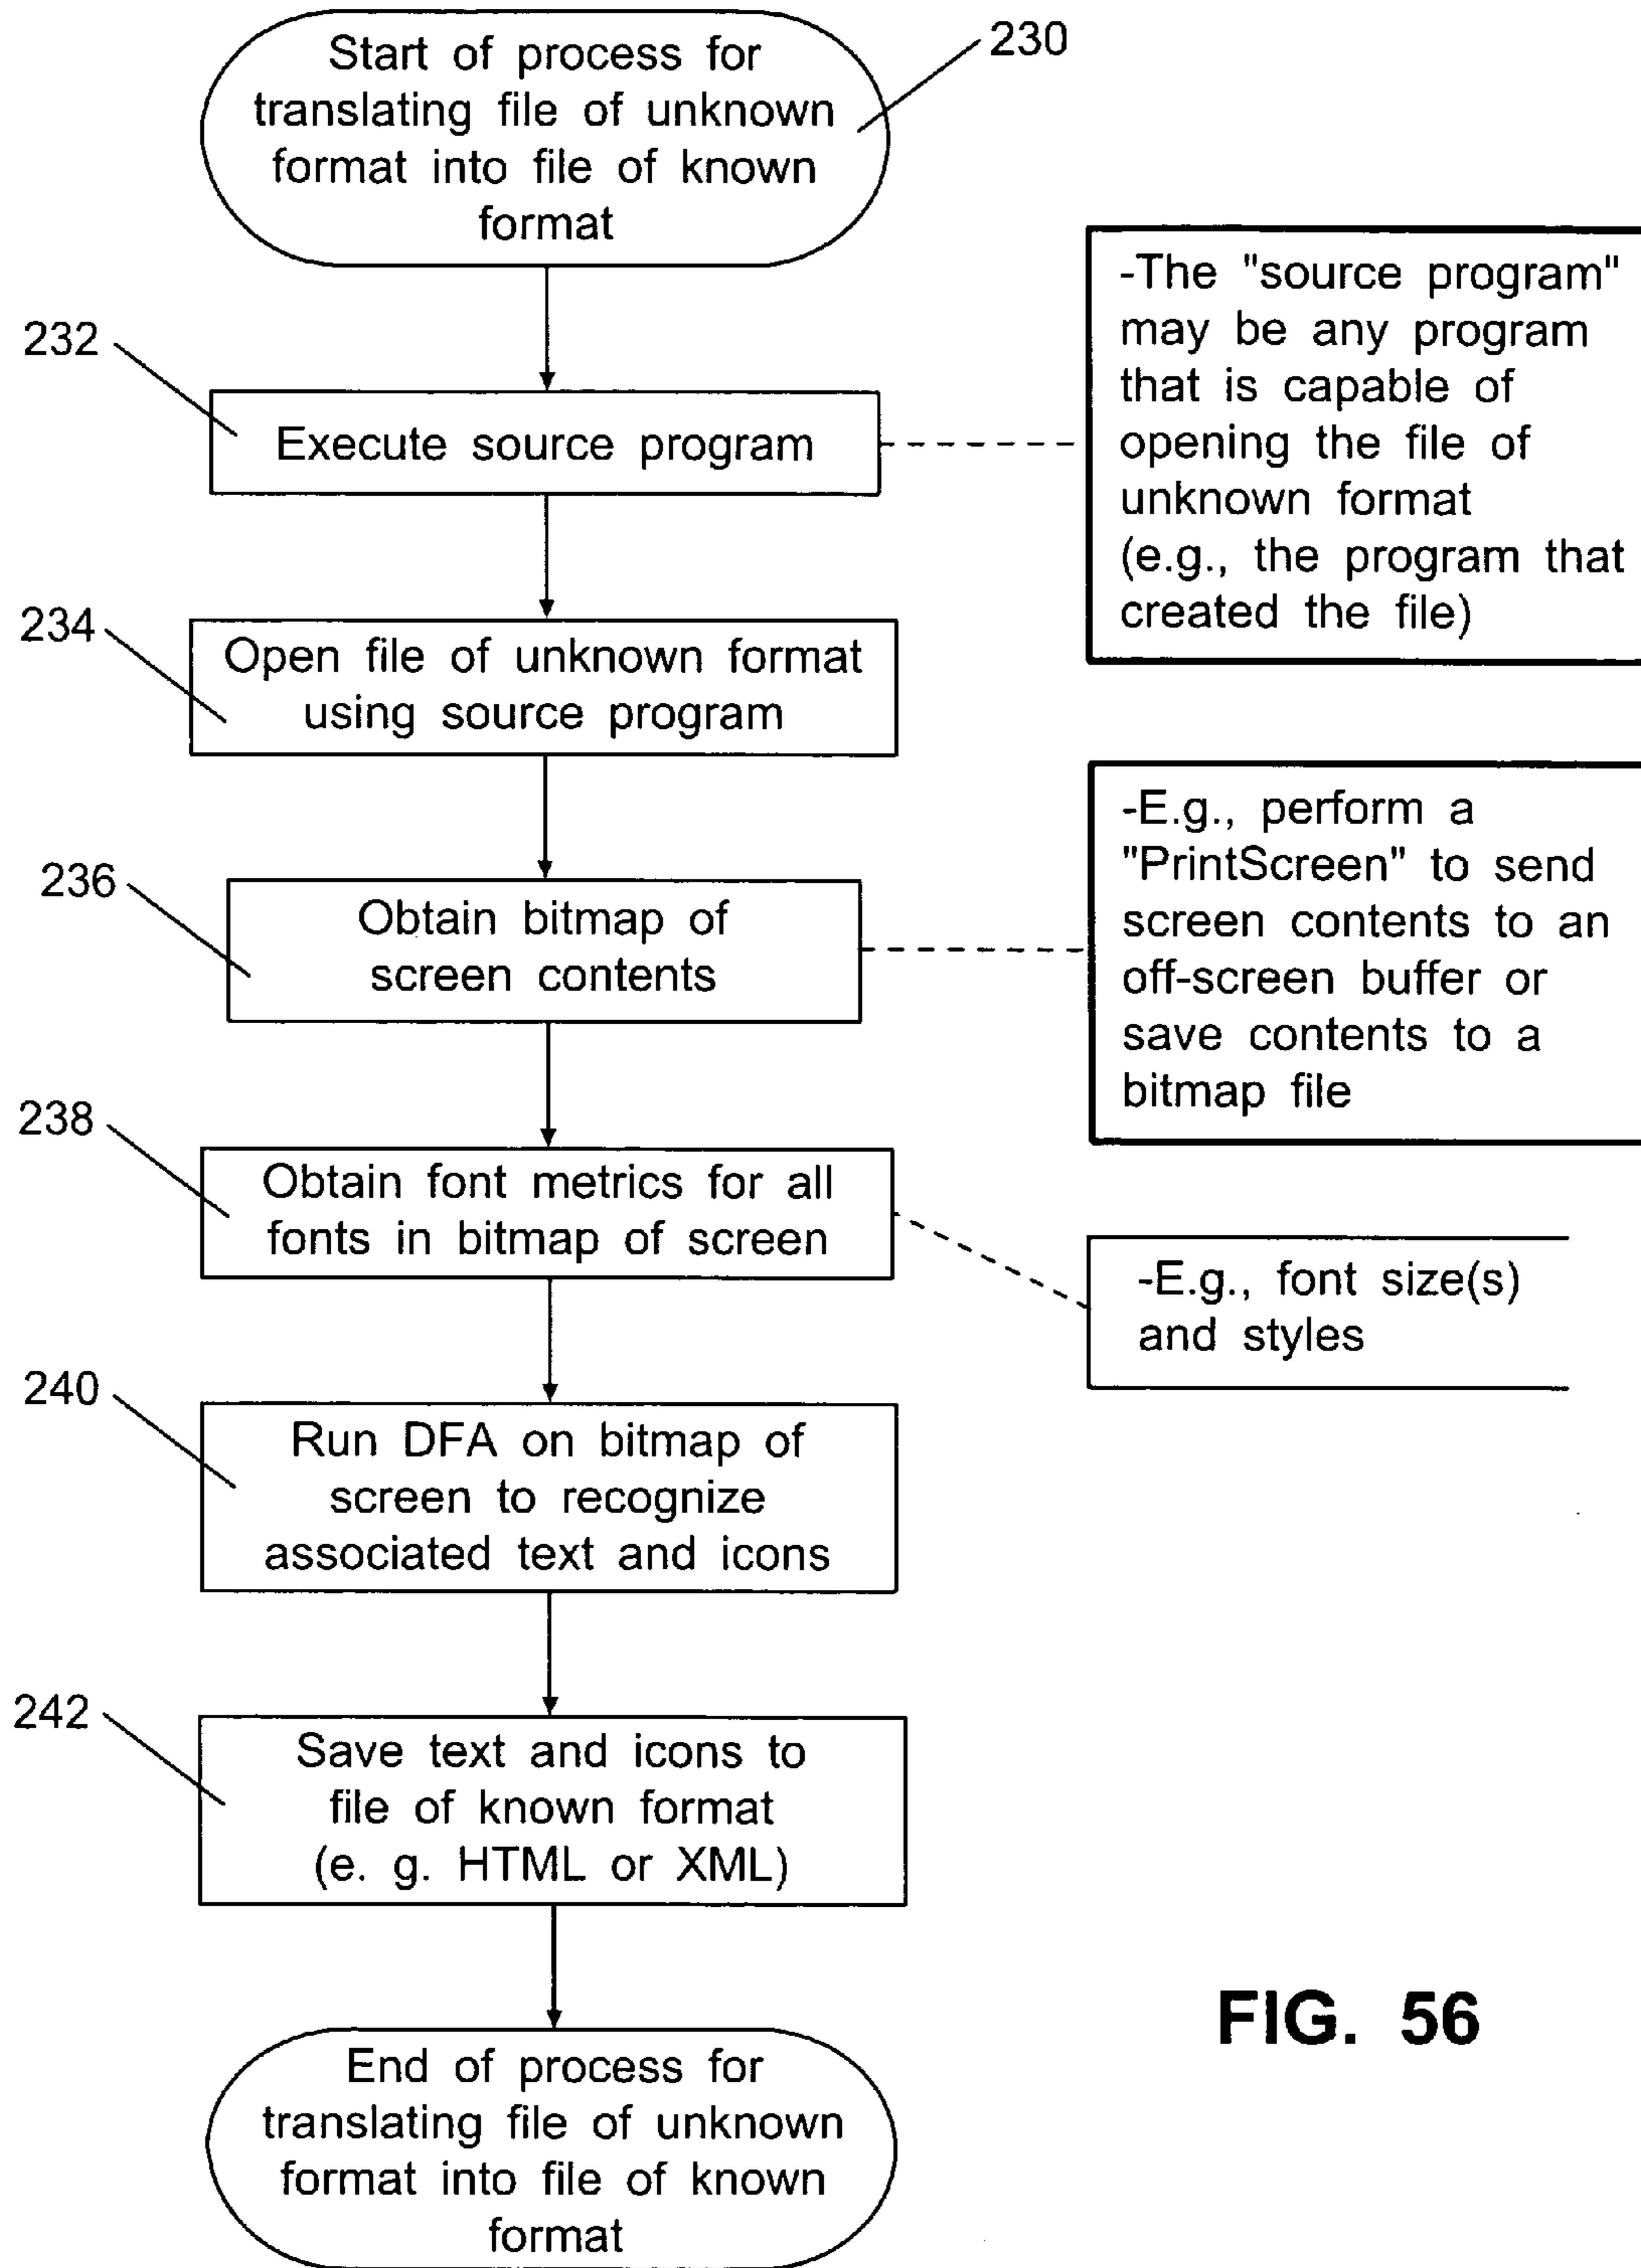 Start of process for
translating file of unknown
format into file of known
format
230
232
Execute source program
-The "source program"
may be any program
that is capable of
opening the file of
unknown format
(e.g., the program that
created the file)
234
Open file of unknown format
using source program
236
Obtain bitmap of
screen contents
-E.g., perform a
"PrintScreen" to send
screen contents to an
off-screen buffer or
save contents to a
bitmap file
238
Obtain font metrics for all
fonts in bitmap of screen
-E.g., font size(s)
and styles
240
Run DFA on bitmap of
screen to recognize
associated text and icons
242
Save text and icons to
file of known format
(e. g. HTML or XML)
End of process for
translating file of unknown
format into file of known
format
FIG. 56